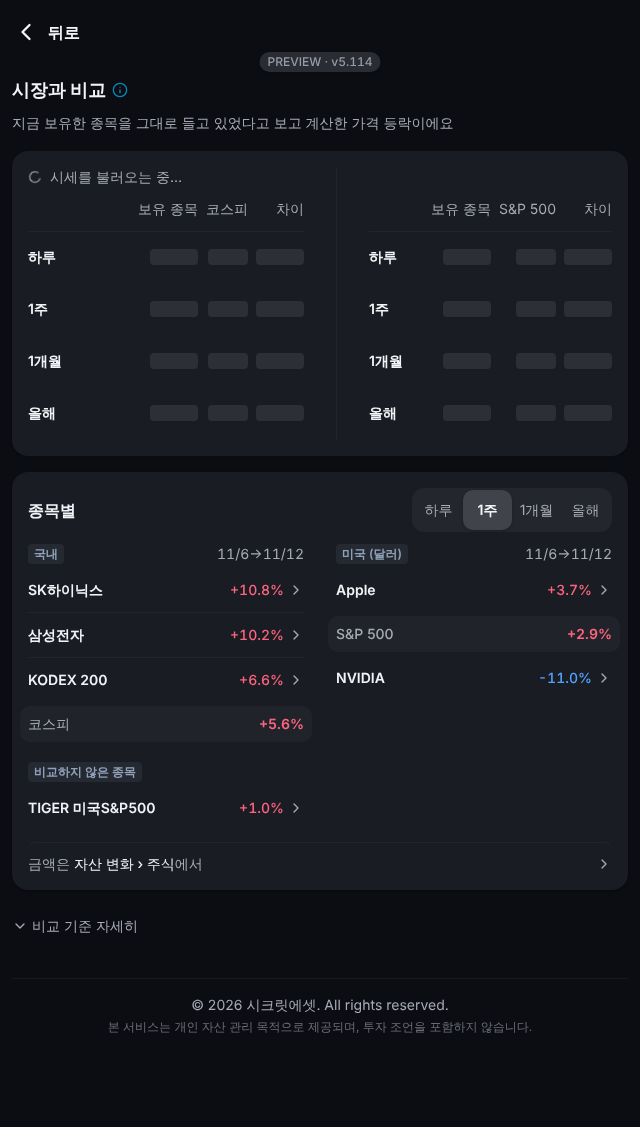 뒤로
PREVIEW · v5.114
시장과 비교
지금 보유한 종목을 그대로 들고 있었다고 보고 계산한 가격 등락이에요
시세를 불러오는 중...
보유 종목 코스피 차이
하루
1주
1개월
올해
보유 종목 S&P 500 차이
하루
1주
1개월
올해
종목별
하루 1주 1개월 올해
국내 11/6→11/12
SK하이닉스 +10.8%
삼성전자 +10.2%
KODEX 200 +6.6%
코스피 +5.6%
비교하지 않은 종목
TIGER 미국S&P500 +1.0%
미국 (달러) 11/6→11/12
Apple +3.7%
S&P 500 +2.9%
NVIDIA -11.0%
금액은 자산 변화 › 주식에서
비교 기준 자세히
© 2026 시크릿에셋. All rights reserved.
본 서비스는 개인 자산 관리 목적으로 제공되며, 투자 조언을 포함하지 않습니다.